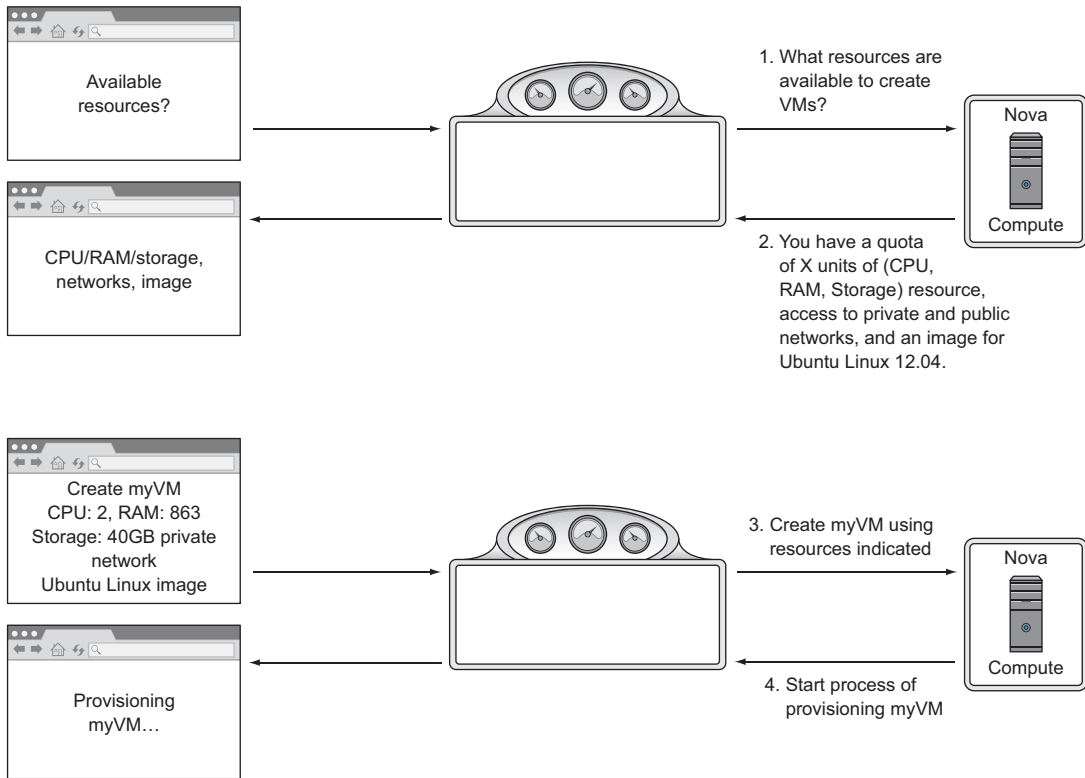 Available
resources?
1. What resources are
available to create
VMs?
Nova
Compute
CPU/RAM/storage,
networks, image
2. You have a quota
of X units of (CPU,
RAM, Storage) resource,
access to private and public
networks, and an image for
Ubuntu Linux 12.04.
Create myVM
CPU: 2, RAM: 863
Storage: 40GB private
network
Ubuntu Linux image
3. Create myVM using
resources indicated
Nova
Compute
Provisioning
myVM…
4. Start process of
provisioning myVM